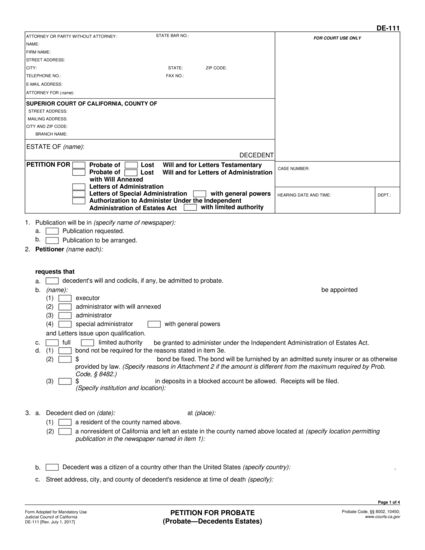 DE-111
ATTORNEY OR PARTY WITHOUT ATTORNEY: STATE BAR NO.:
FOR COURT USE ONLY
NAME:
FIRM NAME:
STREET ADDRESS:
CITY: STATE: ZIP CODE:
TELEPHONE NO.: FAX NO.:
E-MAIL ADDRESS:
ATTORNEY FOR (name):
SUPERIOR COURT OF CALIFORNIA, COUNTY OF
STREET ADDRESS:
MAILING ADDRESS:
CITY AND ZIP CODE:
BRANCH NAME:
ESTATE OF (name):
DECEDENT
PETITION FOR Probate of Lost Will and for Letters Testamentary
Probate of Lost Will and for Letters of Administration
with Will Annexed
Letters of Administration
Letters of Special Administration with general powers
Authorization to Administer Under the Independent
Administration of Estates Act with limited authority
CASE NUMBER:
HEARING DATE AND TIME: DEPT.:
1. Publication will be in (specify name of newspaper):
a. Publication requested.
b. Publication to be arranged.
2. Petitioner (name each):
requests that
a. decedent's will and codicils, if any, be admitted to probate.
b. (name): be appointed
(1) executor
(2) administrator with will annexed
(3) administrator
(4) special administrator with general powers
and Letters issue upon qualification.
c. full limited authority be granted to administer under the Independent Administration of Estates Act.
d. (1) bond not be required for the reasons stated in item 3e.
(2) $ bond be fixed. The bond will be furnished by an admitted surety insurer or as otherwise
provided by law. (Specify reasons in Attachment 2 if the amount is different from the maximum required by Prob.
Code, § 8482.)
(3) $ in deposits in a blocked account be allowed. Receipts will be filed.
(Specify institution and location):
3. a. Decedent died on (date): at (place):
(1) a resident of the county named above.
(2) a nonresident of California and left an estate in the county named above located at (specify location permitting
publication in the newspaper named in item 1):
b. Decedent was a citizen of a country other than the United States (specify country): .
c. Street address, city, and county of decedent's residence at time of death (specify):
Page 1 of 4
Form Adopted for Mandatory Use
Judicial Council of California
DE-111 [Rev. July 1, 2017]
PETITION FOR PROBATE
(Probate—Decedents Estates)
Probate Code, §§ 8002, 10450;
www.courts.ca.gov